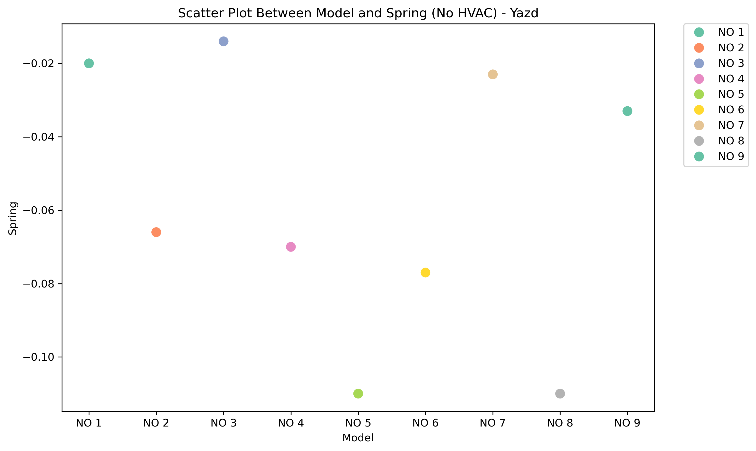 Scatter Plot Between Model and Spring (No HVAC) - Yazd
Spring
−0.02
−0.04
−0.06
−0.08
−0.10
NO 1 NO 2 NO 3 NO 4 NO 5 NO 6 NO 7 NO 8 NO 9
Model
NO 1
NO 2
NO 3
NO 4
NO 5
NO 6
NO 7
NO 8
NO 9